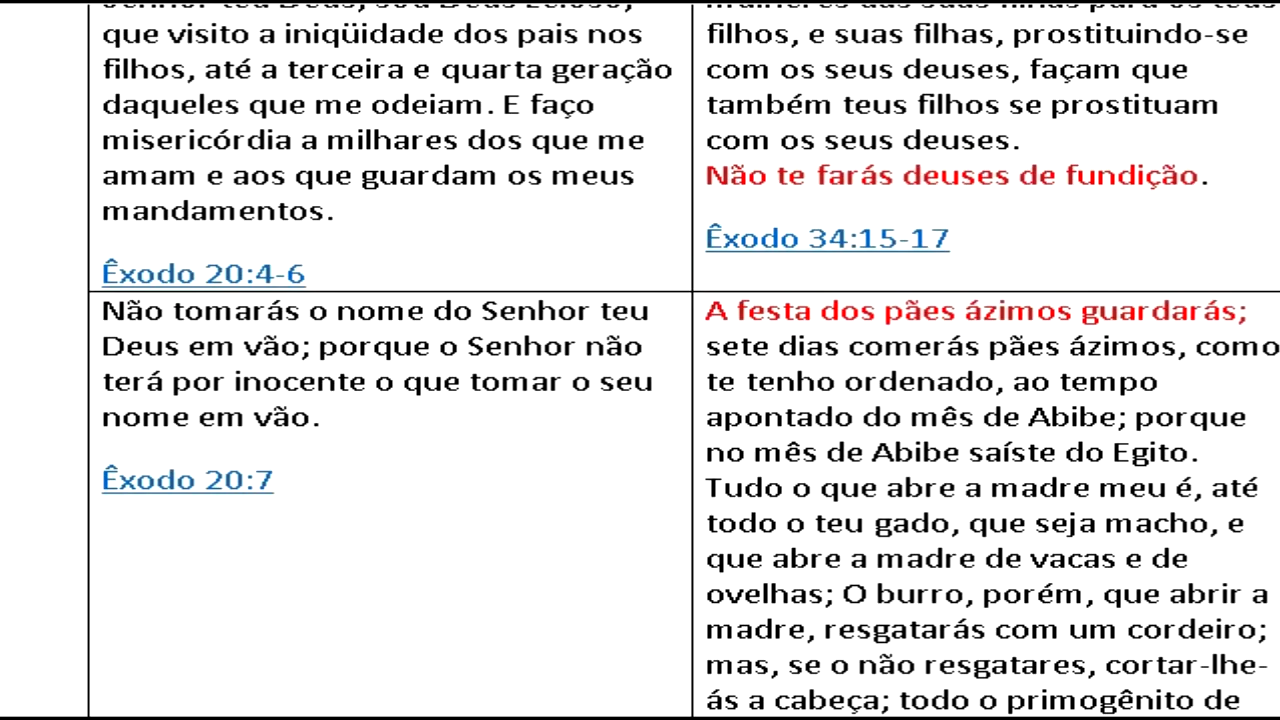 que visito a iniqüidade dos pais nos
filhos, até a terceira e quarta geração
daqueles que me odeiam. E faço
misericórdia a milhares dos que me
amam e aos que guardam os meus
mandamentos.
Êxodo 20:4-6
filhos, e suas filhas, prostituindo-se
com os seus deuses, façam que
também teus filhos se prostituam
com os seus deuses.
Não te farás deuses de fundição.
Êxodo 34:15-17
Não tomarás o nome do Senhor teu
Deus em vão; porque o Senhor não
terá por inocente o que tomar o seu
nome em vão.
Êxodo 20:7
A festa dos pães ázimos guardarás;
sete dias comerás pães ázimos, como
te tenho ordenado, ao tempo
apontado do mês de Abibe; porque
no mês de Abibe saíste do Egito.
Tudo o que abre a madre meu é, até
todo o teu gado, que seja macho, e
que abre a madre de vacas e de
ovelhas; O burro, porém, que abrir a
madre, resgatarás com um cordeiro;
mas, se o não resgatares, cortar-lhe-
ás a cabeça; todo o primogênito de